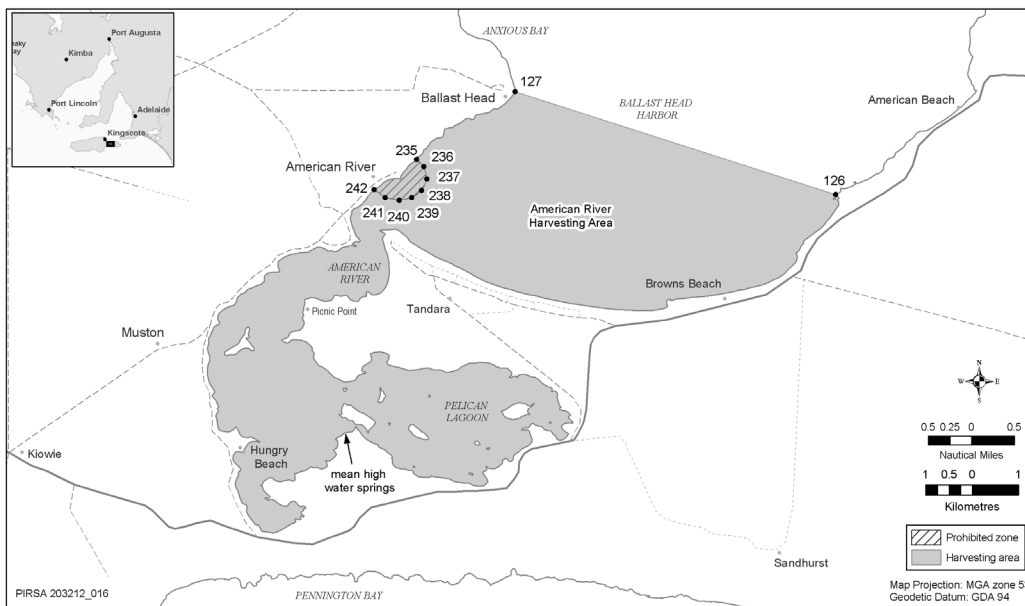 Port Augusta
Kimba
Port Lincoln
Adelaide
Kingscote
ANXIOUS BAY
127
Ballast Head
BALLAST HEAD
HARBOR
American Beach
235
236
American River
237
126
242
238
241
240
239
American River
Harvesting Area
AMERICAN
RIVER
Browns Beach
Picnic Point
Tandara
Muston
N
W
E
S
PELICAN
LAGOON
0.5 0.25 0 0.5
Nautical Miles
Hungry
Beach
Kiowie
mean high
water springs
1 0.5 0 1
Kilometres
Prohibited zone
Harvesting area
Sandhurst
PIRSA 203212_016
PENNINGTON BAY
Map Projection: MGA zone 5
Geodetic Datum: GDA 94